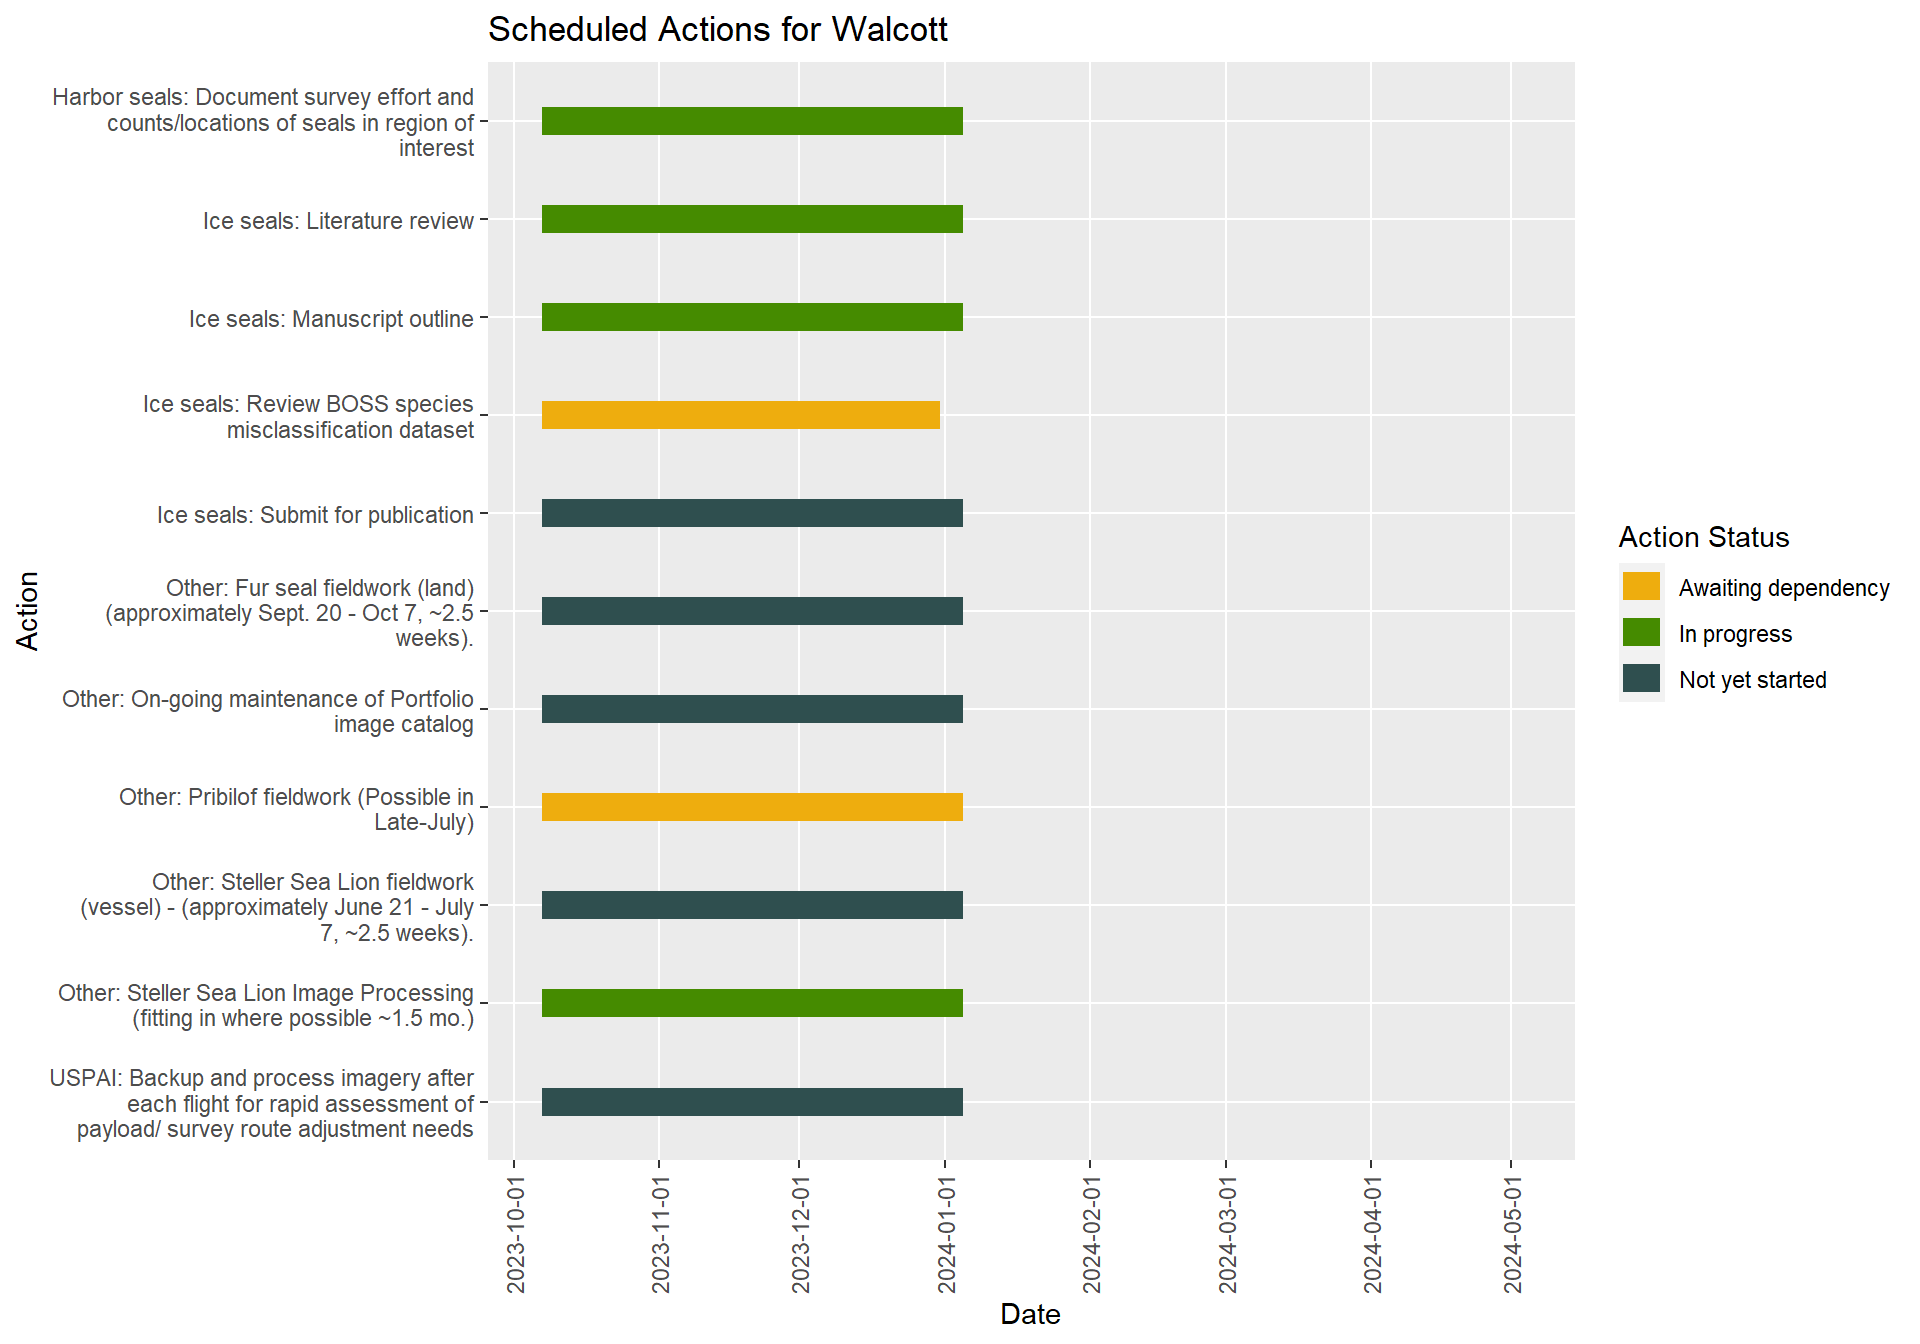 Scheduled Actions for Walcott
Harbor seals: Document survey effort and
counts/locations of seals in region of
interest
Ice seals: Literature review
Ice seals: Manuscript outline
Ice seals: Review BOSS species
misclassification dataset
Ice seals: Submit for publication
Other: Fur seal fieldwork (land)
(approximately Sept. 20 - Oct 7, ~2.5
weeks).
Other: On-going maintenance of Portfolio
image catalog
Other: Pribilof fieldwork (Possible in
Late-July)
Other: Steller Sea Lion fieldwork
(vessel) - (approximately June 21 - July
7, ~2.5 weeks).
Other: Steller Sea Lion Image Processing
(fitting in where possible ~1.5 mo.)
USPAI: Backup and process imagery after
each flight for rapid assessment of
payload/ survey route adjustment needs
Action
2023-10-01
2023-11-01
2023-12-01
2024-01-01
2024-02-01
2024-03-01
2024-04-01
2024-05-01
Date
Action Status
Awaiting dependency
In progress
Not yet started